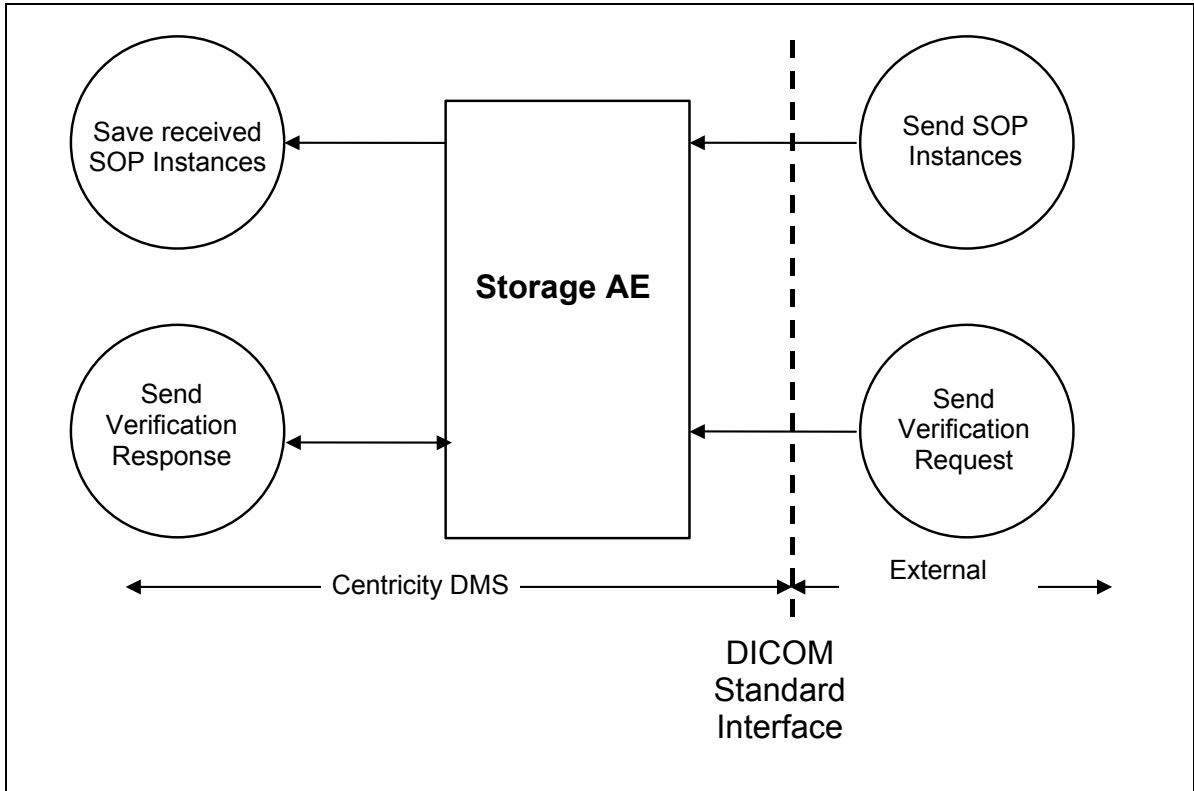 Save received
SOP Instances
Send SOP
Instances
Storage AE
Send
Verification
Response
Send
Verification
Request
Centricity DMS
External
DICOM
Standard
Interface